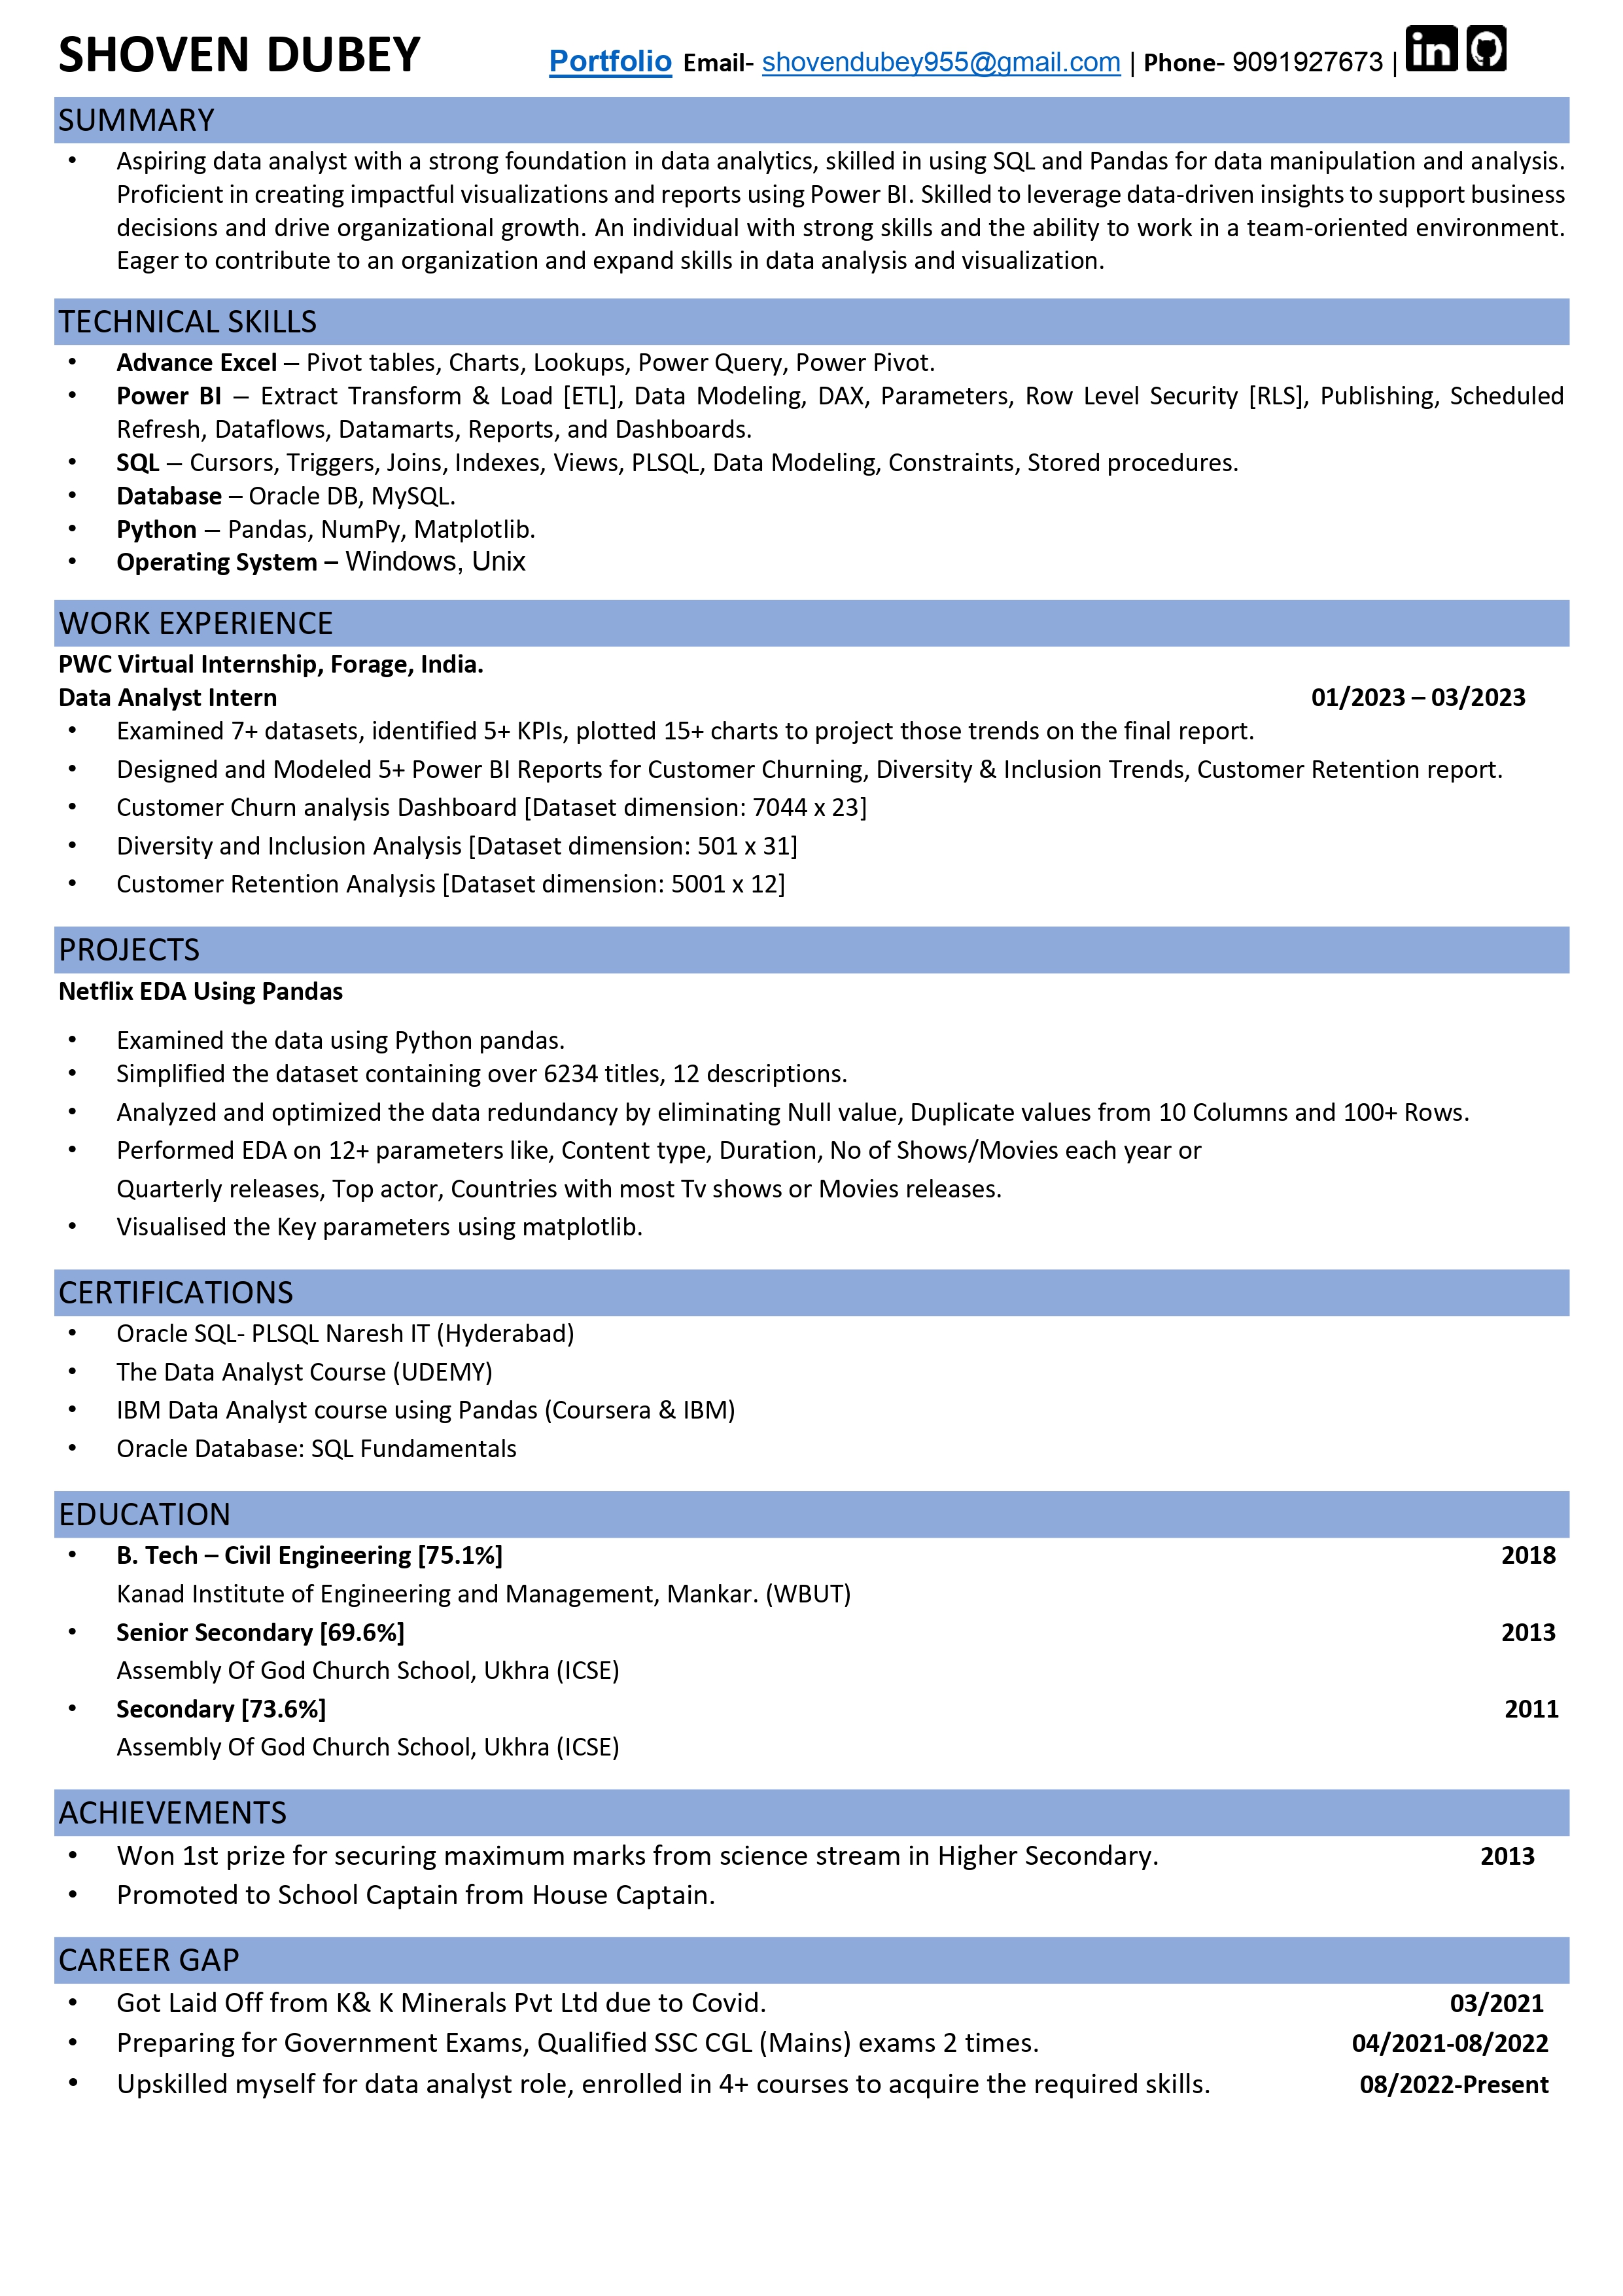 SHOVEN DUBEY Portfolio Email- shovendubey955@gmail.com | Phone- 9091927673 | in
SUMMARY
• Aspiring data analyst with a strong foundation in data analytics, skilled in using SQL and Pandas for data manipulation and analysis.
Proficient in creating impactful visualizations and reports using Power BI. Skilled to leverage data-driven insights to support business
decisions and drive organizational growth. An individual with strong skills and the ability to work in a team-oriented environment.
Eager to contribute to an organization and expand skills in data analysis and visualization.
TECHNICAL SKILLS
• Advance Excel – Pivot tables, Charts, Lookups, Power Query, Power Pivot.
• Power BI – Extract Transform & Load [ETL], Data Modeling, DAX, Parameters, Row Level Security [RLS], Publishing, Scheduled
Refresh, Dataflows, Datamarts, Reports, and Dashboards.
• SQL – Cursors, Triggers, Joins, Indexes, Views, PLSQL, Data Modeling, Constraints, Stored procedures.
• Database – Oracle DB, MySQL.
• Python – Pandas, NumPy, Matplotlib.
• Operating System – Windows, Unix
WORK EXPERIENCE
PWC Virtual Internship, Forage, India.
Data Analyst Intern 01/2023 – 03/2023
• Examined 7+ datasets, identified 5+ KPIs, plotted 15+ charts to project those trends on the final report.
• Designed and Modeled 5+ Power BI Reports for Customer Churning, Diversity & Inclusion Trends, Customer Retention report.
• Customer Churn analysis Dashboard [Dataset dimension: 7044 x 23]
• Diversity and Inclusion Analysis [Dataset dimension: 501 x 31]
• Customer Retention Analysis [Dataset dimension: 5001 x 12]
PROJECTS
Netflix EDA Using Pandas
• Examined the data using Python pandas.
• Simplified the dataset containing over 6234 titles, 12 descriptions.
• Analyzed and optimized the data redundancy by eliminating Null value, Duplicate values from 10 Columns and 100+ Rows.
• Performed EDA on 12+ parameters like, Content type, Duration, No of Shows/Movies each year or
Quarterly releases, Top actor, Countries with most Tv shows or Movies releases.
• Visualised the Key parameters using matplotlib.
CERTIFICATIONS
• Oracle SQL- PLSQL Naresh IT (Hyderabad)
• The Data Analyst Course (UDEMY)
• IBM Data Analyst course using Pandas (Coursera & IBM)
• Oracle Database: SQL Fundamentals
EDUCATION
• B. Tech – Civil Engineering [75.1%] 2018
Kanad Institute of Engineering and Management, Mankar. (WBUT)
• Senior Secondary [69.6%] 2013
Assembly Of God Church School, Ukhra (ICSE)
• Secondary [73.6%] 2011
Assembly Of God Church School, Ukhra (ICSE)
ACHIEVEMENTS
• Won 1st prize for securing maximum marks from science stream in Higher Secondary. 2013
• Promoted to School Captain from House Captain.
CAREER GAP
• Got Laid Off from K& K Minerals Pvt Ltd due to Covid. 03/2021
• Preparing for Government Exams, Qualified SSC CGL (Mains) exams 2 times. 04/2021-08/2022
• Upskilled myself for data analyst role, enrolled in 4+ courses to acquire the required skills. 08/2022-Present